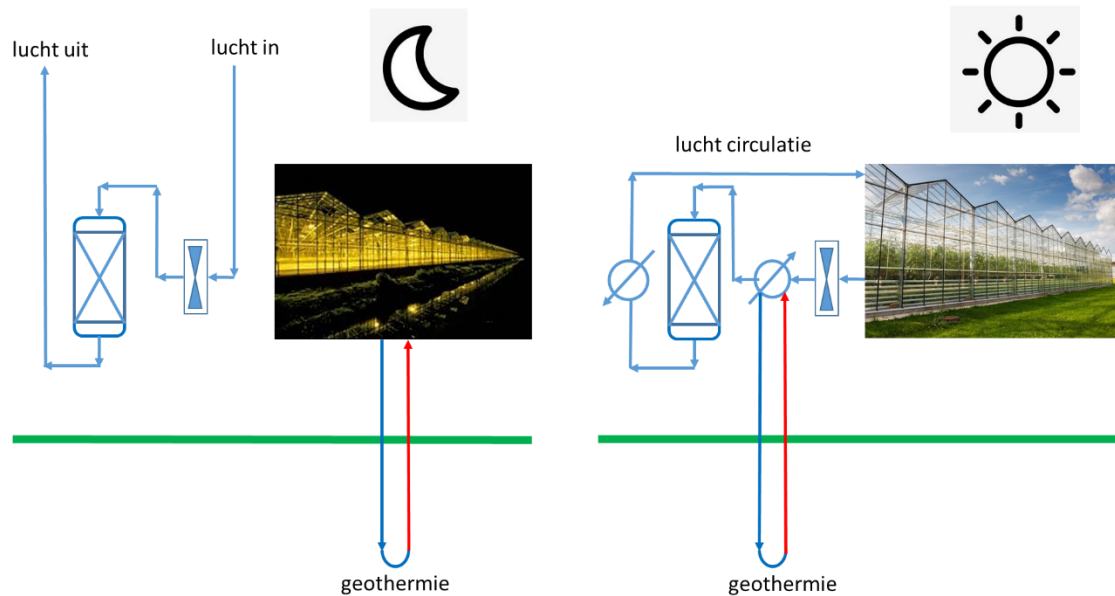 lucht uit
lucht in
lucht circulatie
geothermie
geothermie